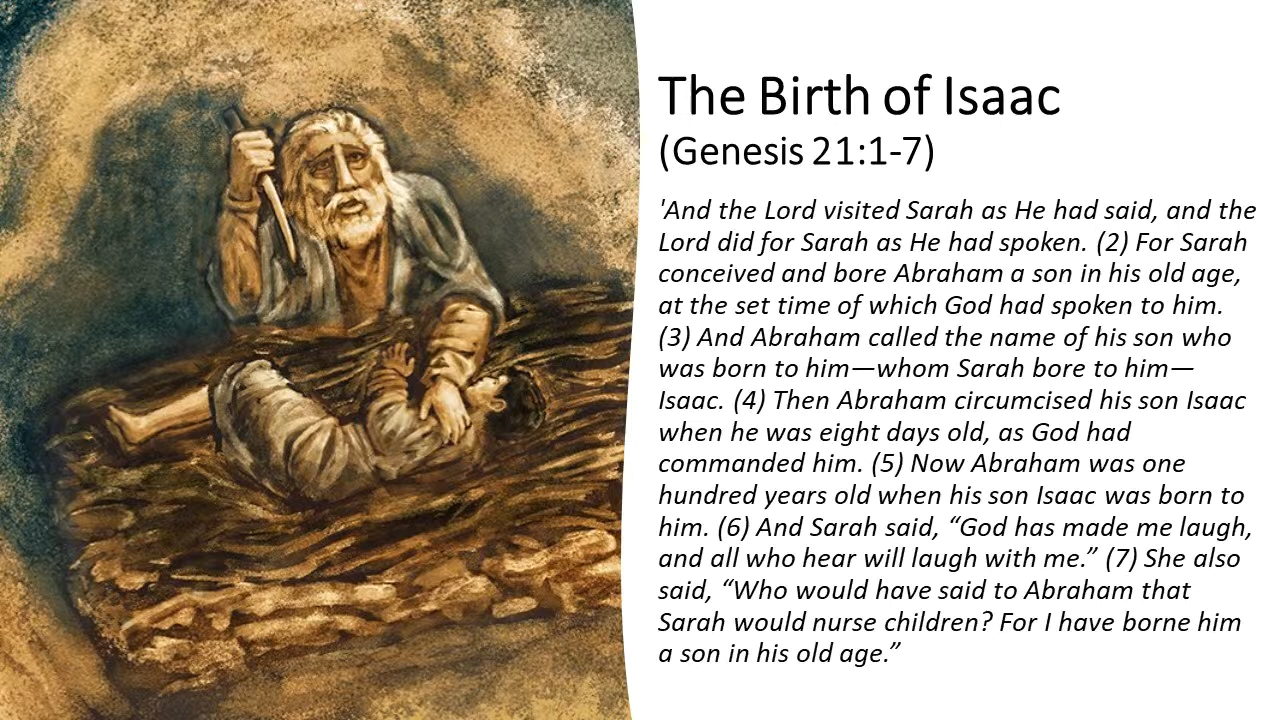 The Birth of Isaac
(Genesis 21:1-7)
'And the Lord visited Sarah as He had said, and the
Lord did for Sarah as He had spoken. (2) For Sarah
conceived and bore Abraham a son in his old age,
at the set time of which God had spoken to him.
(3) And Abraham called the name of his son who
was born to him—whom Sarah bore to him—
Isaac. (4) Then Abraham circumcised his son Isaac
when he was eight days old, as God had
commanded him. (5) Now Abraham was one
hundred years old when his son Isaac was born to
him. (6) And Sarah said, “God has made me laugh,
and all who hear will laugh with me.” (7) She also
said, “Who would have said to Abraham that
Sarah would nurse children? For I have borne him
a son in his old age.”